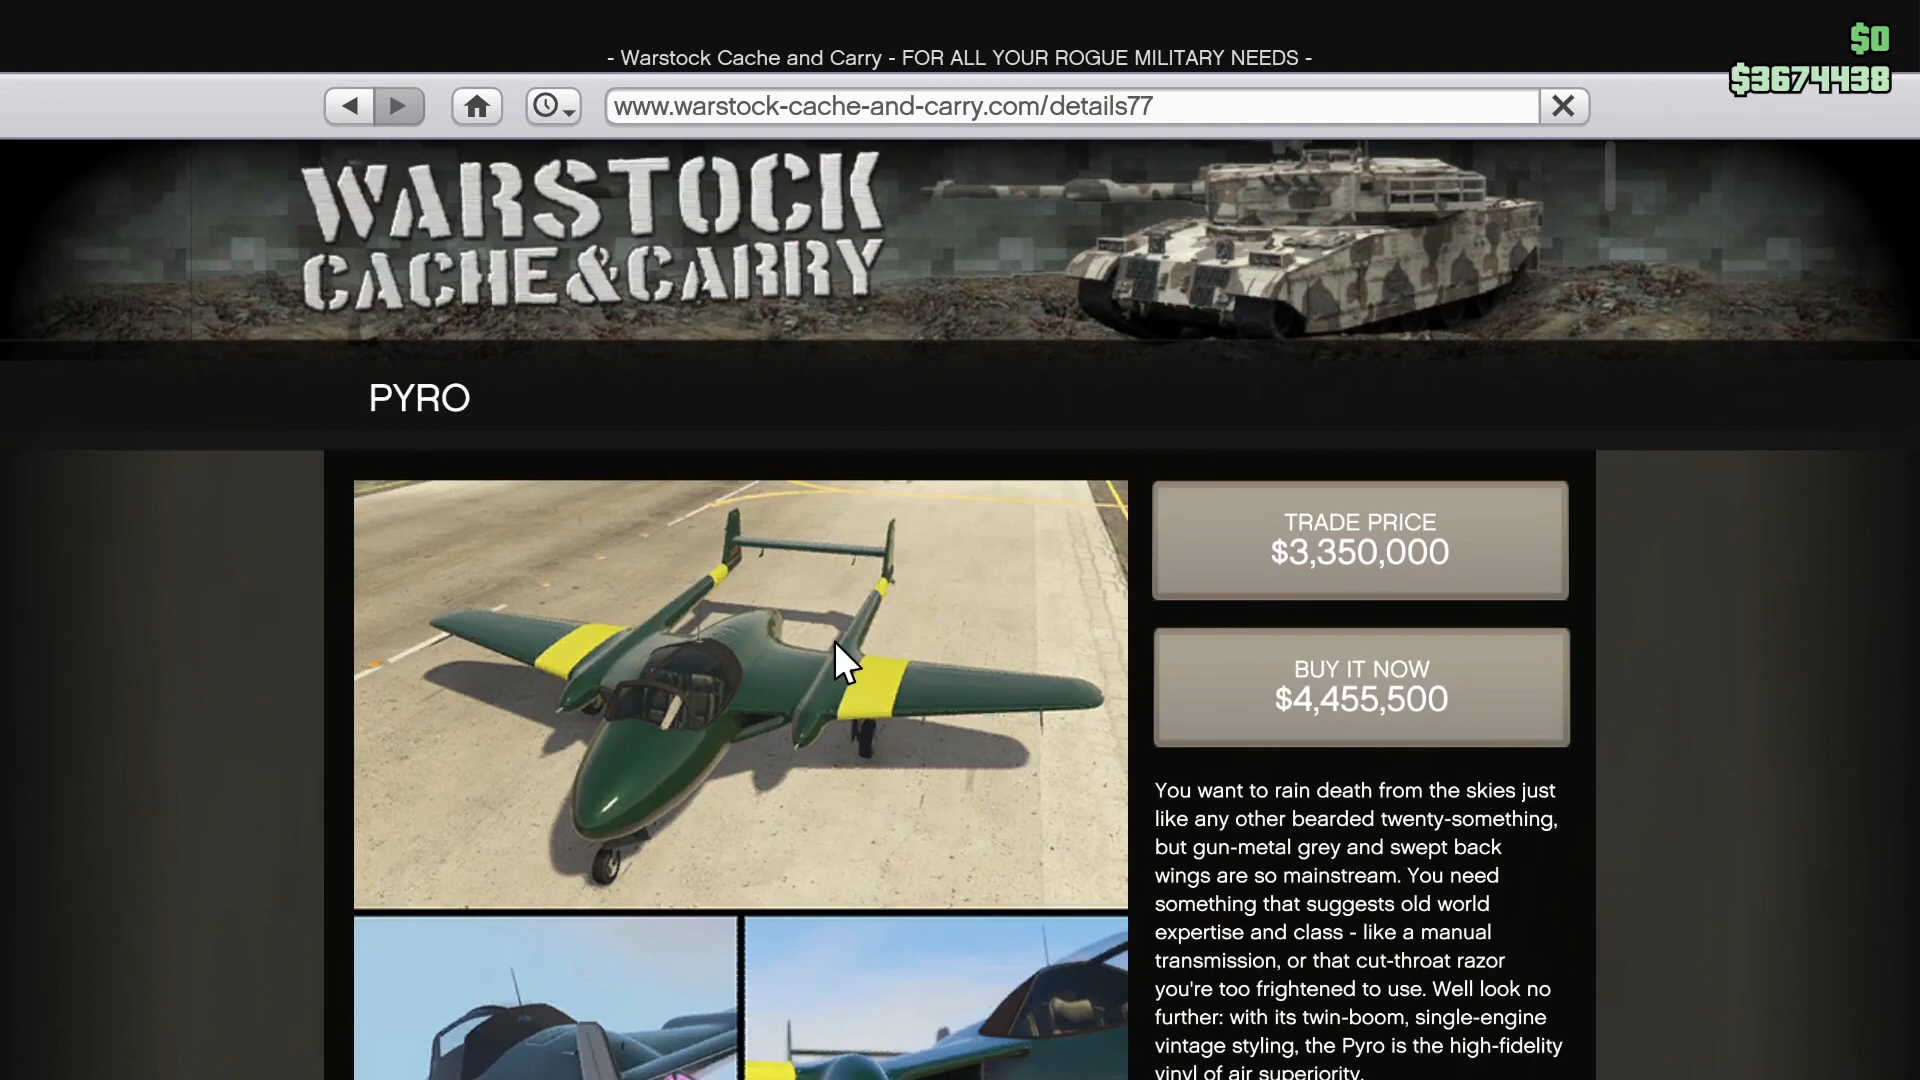 - Warstock Cache and Carry - FOR ALL YOUR ROGUE MILITARY NEEDS -
$0
$3674438
www.warstock-cache-and-carry.com/details77
WARSTOCK
CACHE&CARRY
PYRO
TRADE PRICE
$3,350,000
BUY IT NOW
$4,455,500
You want to rain death from the skies just
like any other bearded twenty-something,
but gun-metal grey and swept back
wings are so mainstream. You need
something that suggests old world
expertise and class - like a manual
transmission, or that cut-throat razor
you're too frightened to use. Well look no
further: with its twin-boom, single-engine
vintage styling, the Pyro is the high-fidelity
vinyl of air superiority.